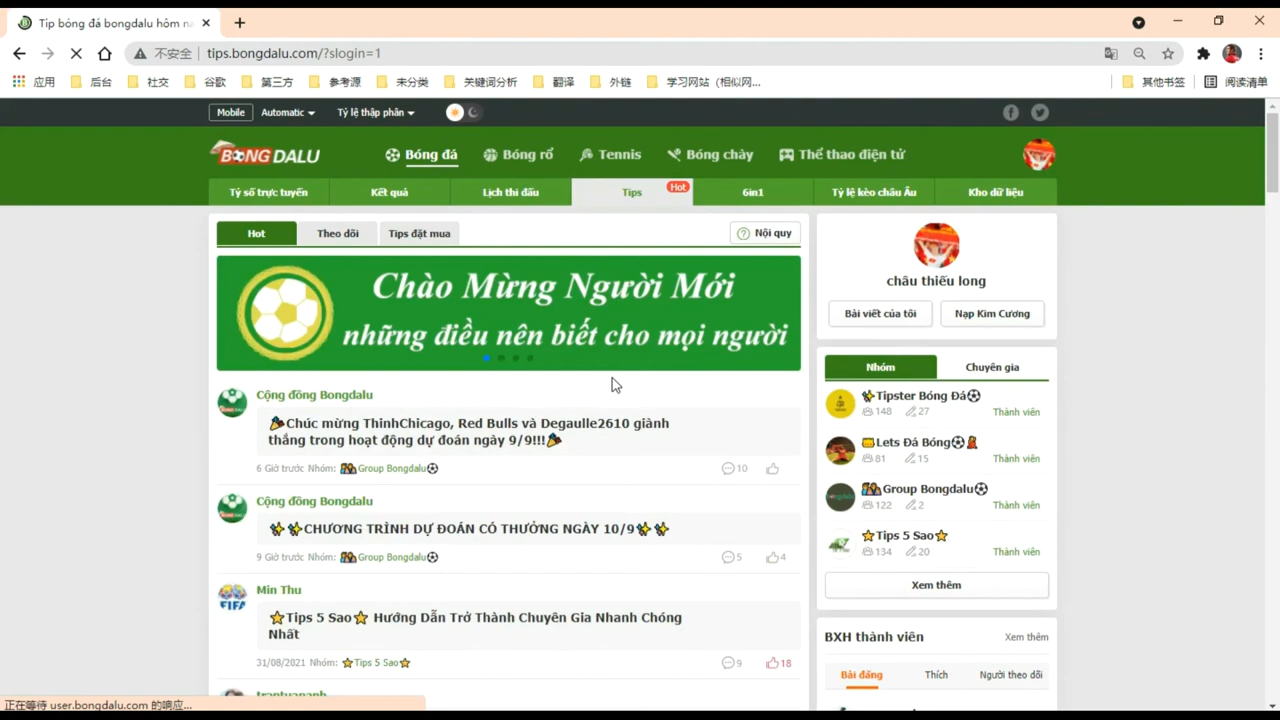 Tip bóng đá bongdalu hôm na
不安全 tips.bongdalu.com/?slogin=1
应用 后台 社交 谷歌 第三方 参考源 未分类 关键词分析 翻译 外链 学习网站（相似网... 其他书签 阅读清单
Mobile Automatic Tỷ lệ thập phân
BONG DALU Bóng đá Bóng rổ Tennis Bóng chày Thể thao điện tử
Tỷ số trực tuyến Kết quả Lịch thi đấu Tips Hot 6in1 Tỷ lệ kèo châu Âu Kho dữ liệu
Hot Theo dõi Tips đặt mua Nội quy
Chào Mừng Người Mới
những điều nên biết cho mọi người
Cộng đồng Bongdalu
Chúc mừng ThinhChicago, Red Bulls và Degaulle2610 giành
thắng trong hoạt động dự đoán ngày 9/9!!!
6 Giờ trước Nhóm: Group Bongdalu 10
Cộng đồng Bongdalu
CHƯƠNG TRÌNH DỰ ĐOÁN CÓ THƯỞNG NGÀY 10/9
9 Giờ trước Nhóm: Group Bongdalu 5 4
Min Thu
FIFA
Tips 5 Sao Hướng Dẫn Trở Thành Chuyên Gia Nhanh Chóng
Nhất
31/08/2021 Nhóm: Tips 5 Sao 9 18
trantuananh
châu thiếu long
Bài viết của tôi Nạp Kim Cương
Nhóm Chuyên gia
Tipster Bóng Đá
148 27 Thành viên
Lets Đá Bóng
81 15 Thành viên
Group Bongdalu
122 2 Thành viên
Tips 5 Sao
134 20 Thành viên
Xem thêm
BXH thành viên Xem thêm
Bài đăng Thích Người theo dõi
正在等待 user.bongdalu.com 的响应...